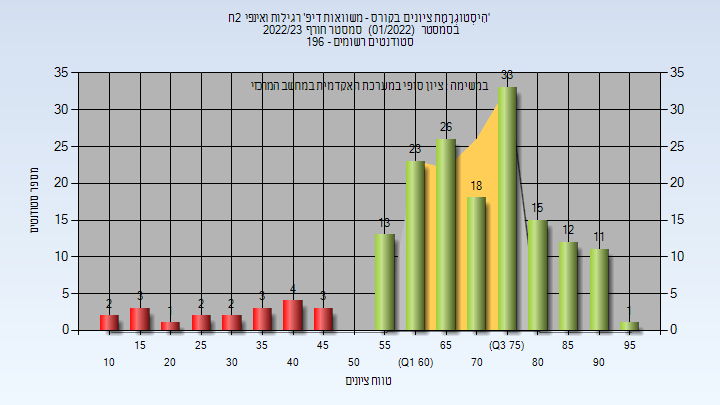 'היסטוגרמת ציונים בקורס - משוואות דיפ' רגילות ואינפי 2ח
בסמסטר (01/2022) סמסטר חורף 2022/23
סטודנטים רשומים - 196
במשימה : ציון סופי במערכת האקדמית במחשב המרכזי
מספר סטודנטים
35 35
30 30
25 25
20 20
15 15
10 10
5 5
0 0
2 3 1 2 2 3 4 3 13 23 26 18 33 15 12 11 1
15 25 35 45 55 65 (Q3 75) 85 95
10 20 30 40 50 (Q1 60) 70 80 90
טווח ציונים